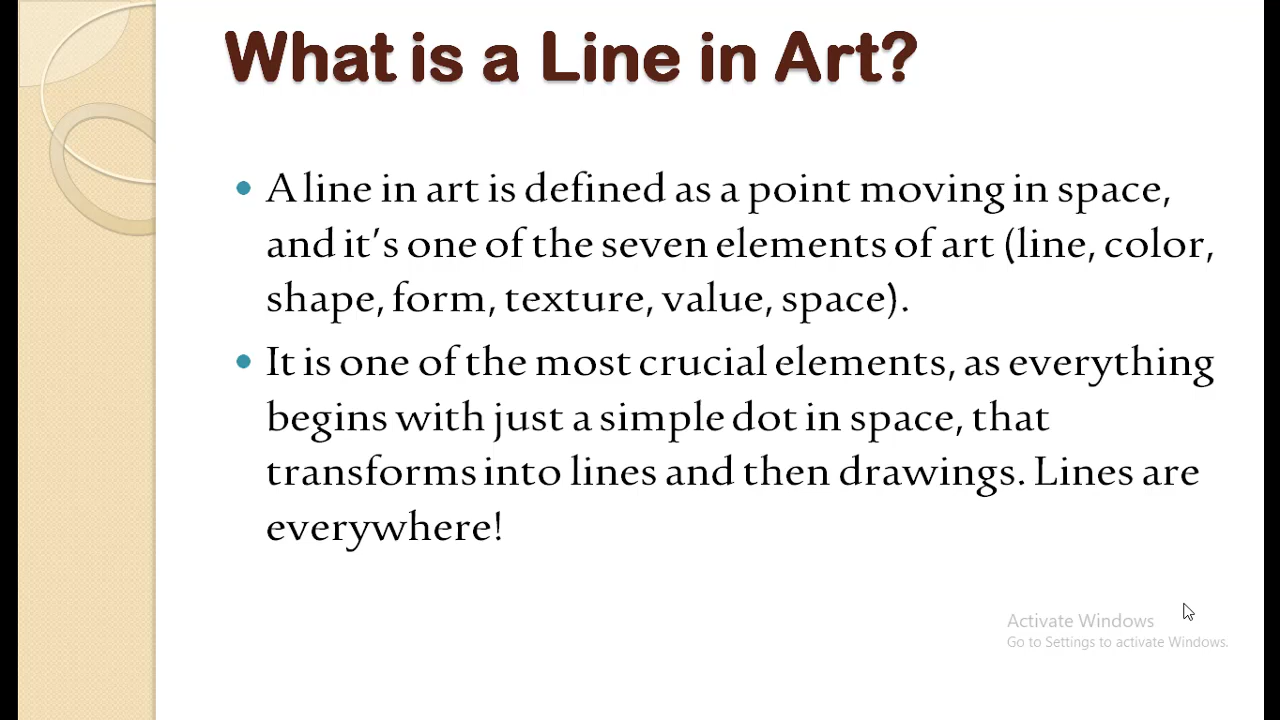 What is a Line in Art?
• A line in art is defined as a point moving in space,
and it’s one of the seven elements of art (line, color,
shape, form, texture, value, space).
• It is one of the most crucial elements, as everything
begins with just a simple dot in space, that
transforms into lines and then drawings. Lines are
everywhere!
Activate Windows
Go to Settings to activate Windows.